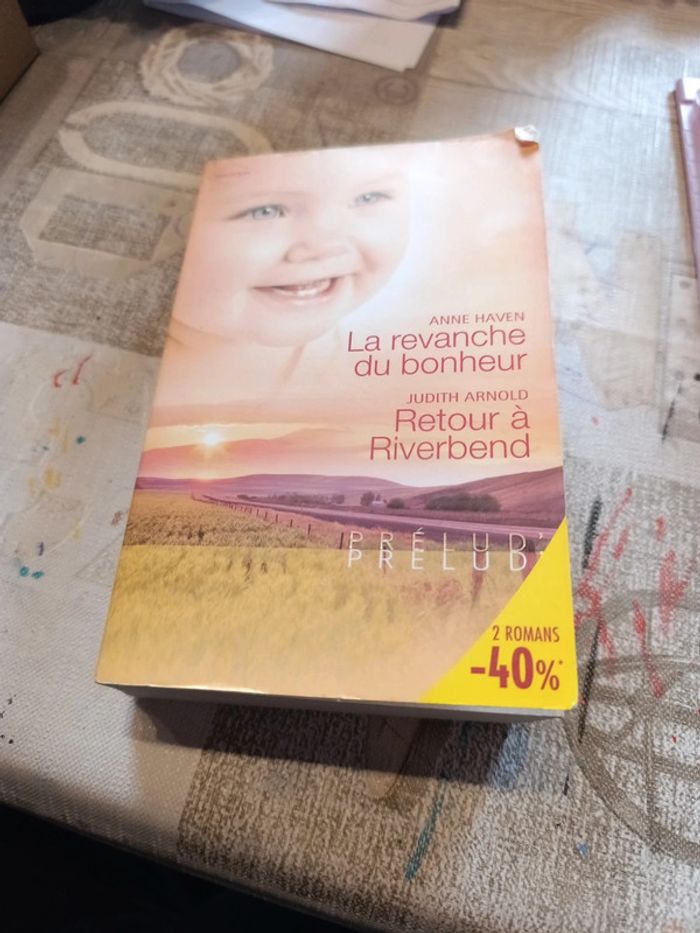 ANNE HAVEN
La revanche
du bonheur
JUDITH ARNOLD
Retour à
Riverbend
PRÉLUD'
PRÉLUD'
2 ROMANS
-40%*